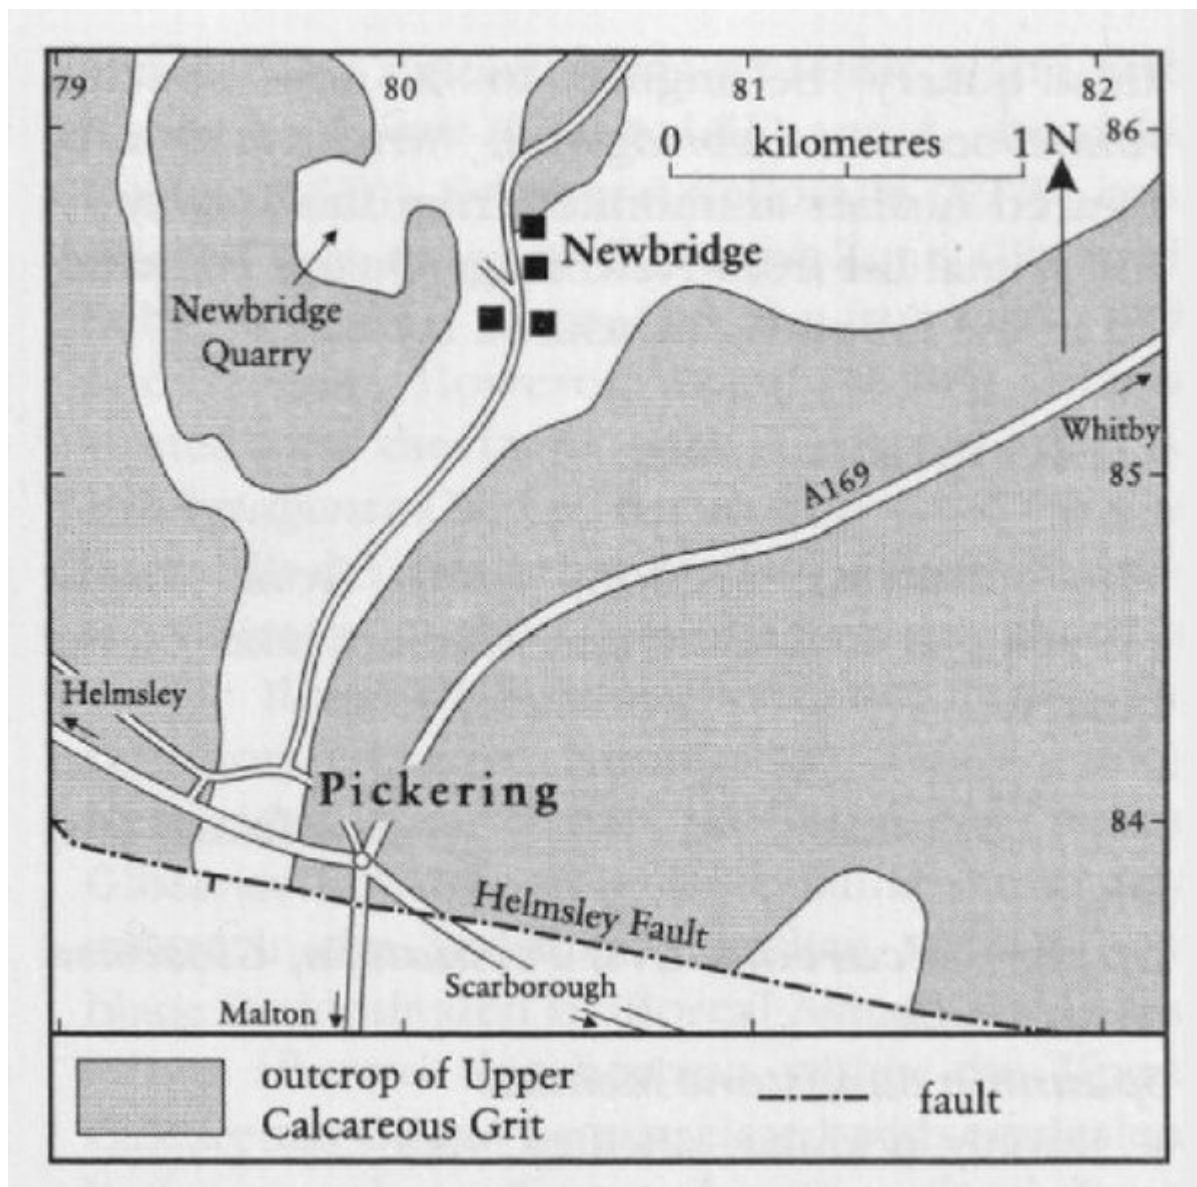 79 80 81 82
86
0 kilometres 1 N
Newbridge
Newbridge
Quarry
Whitby
85
A169
Helmsley
Pickering
84
Helmsley Fault
Scarborough
Malton
outcrop of Upper
Calcareous Grit
fault